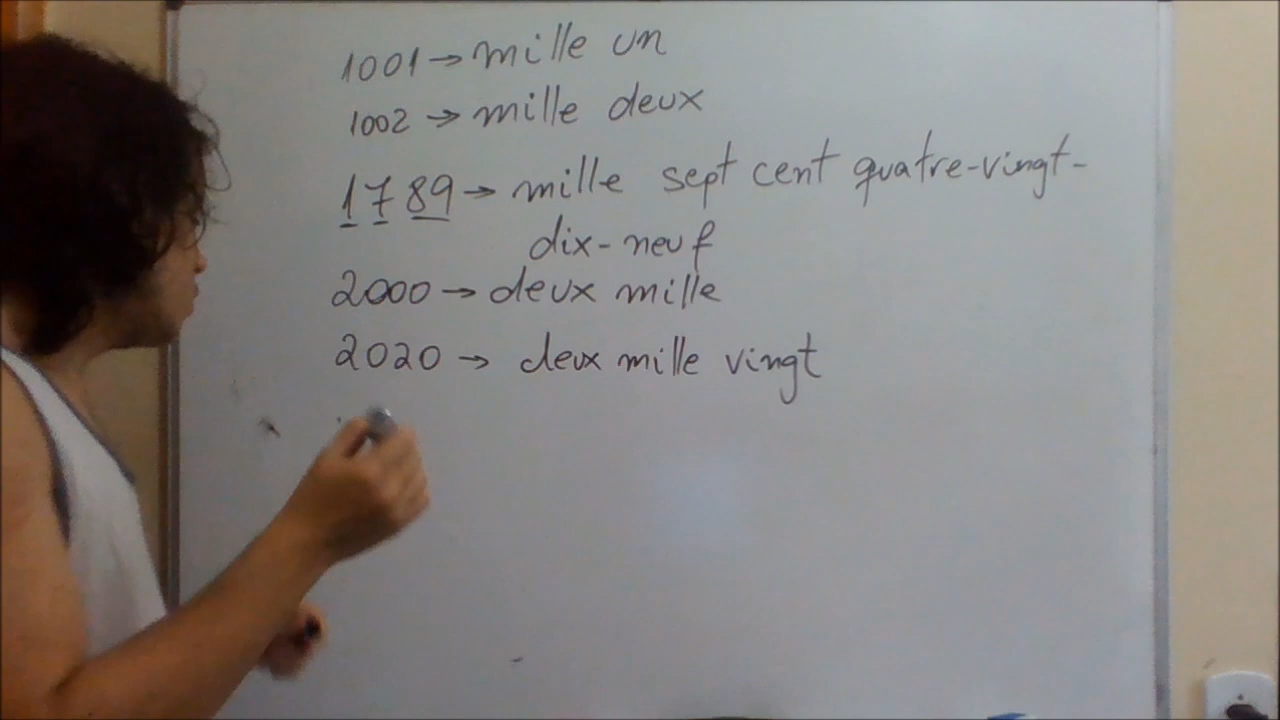 1001 → mille un
1002 → mille deux
1789 → mille sept cent quatre-vingt-
dix-neuf
2000 → deux mille
2020 → deux mille vingt